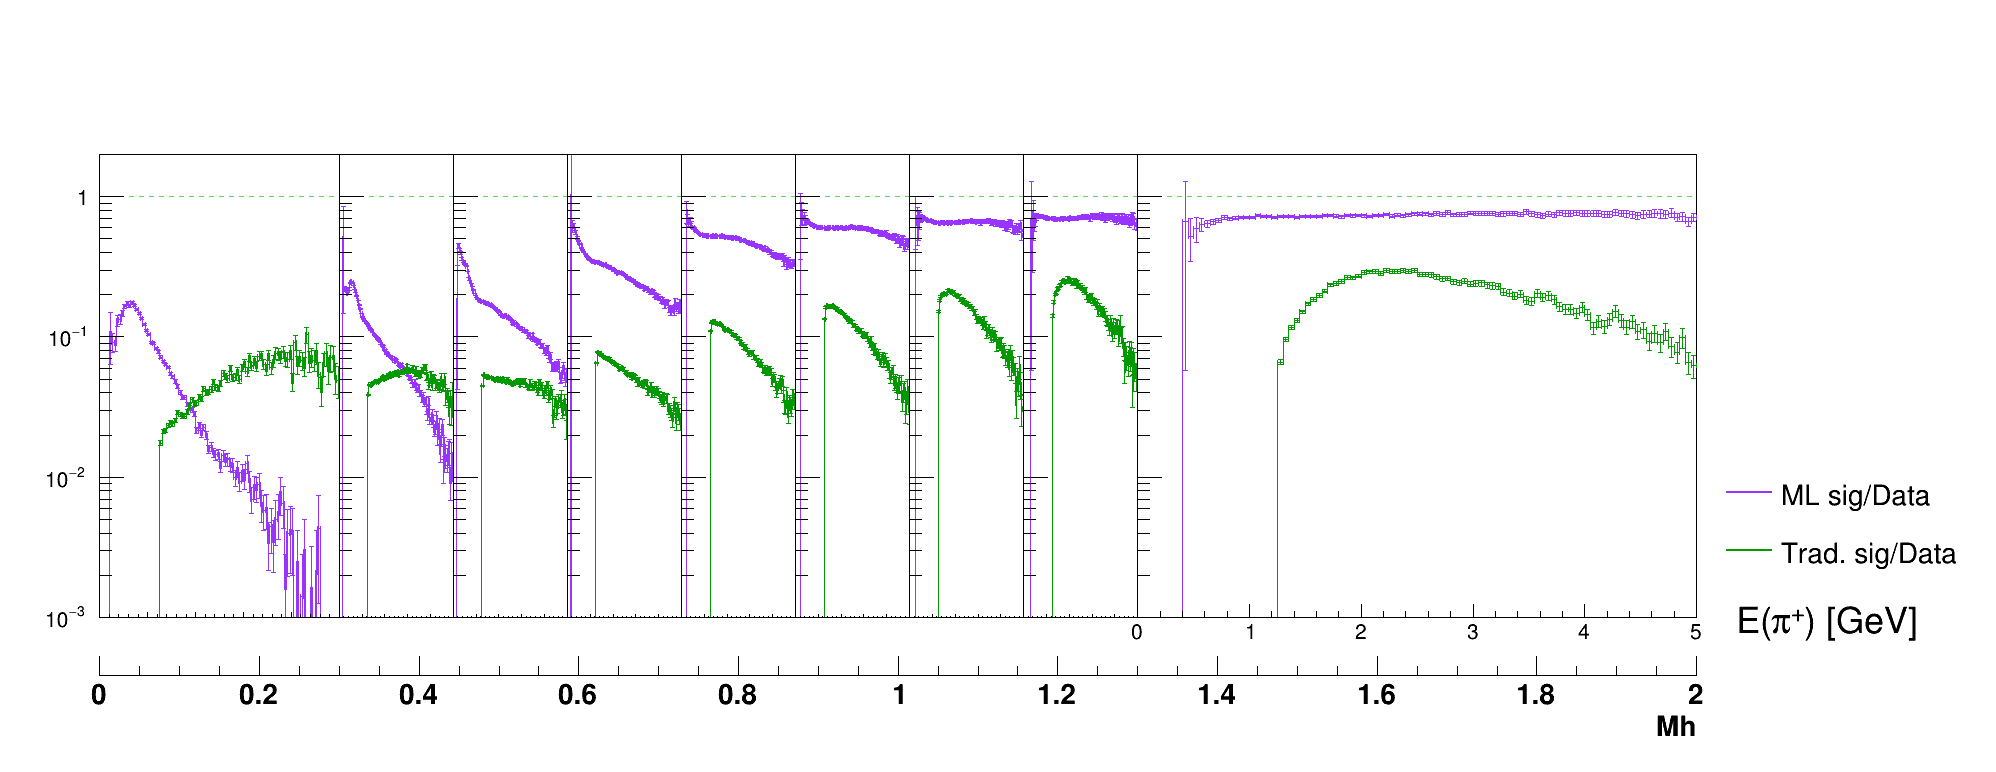 1
10⁻¹
10⁻²
10⁻³
ML sig/Data
Trad. sig/Data
0 1 2 3 4 5
E(π⁺) [GeV]
0 0.2 0.4 0.6 0.8 1 1.2 1.4 1.6 1.8 2
Mh